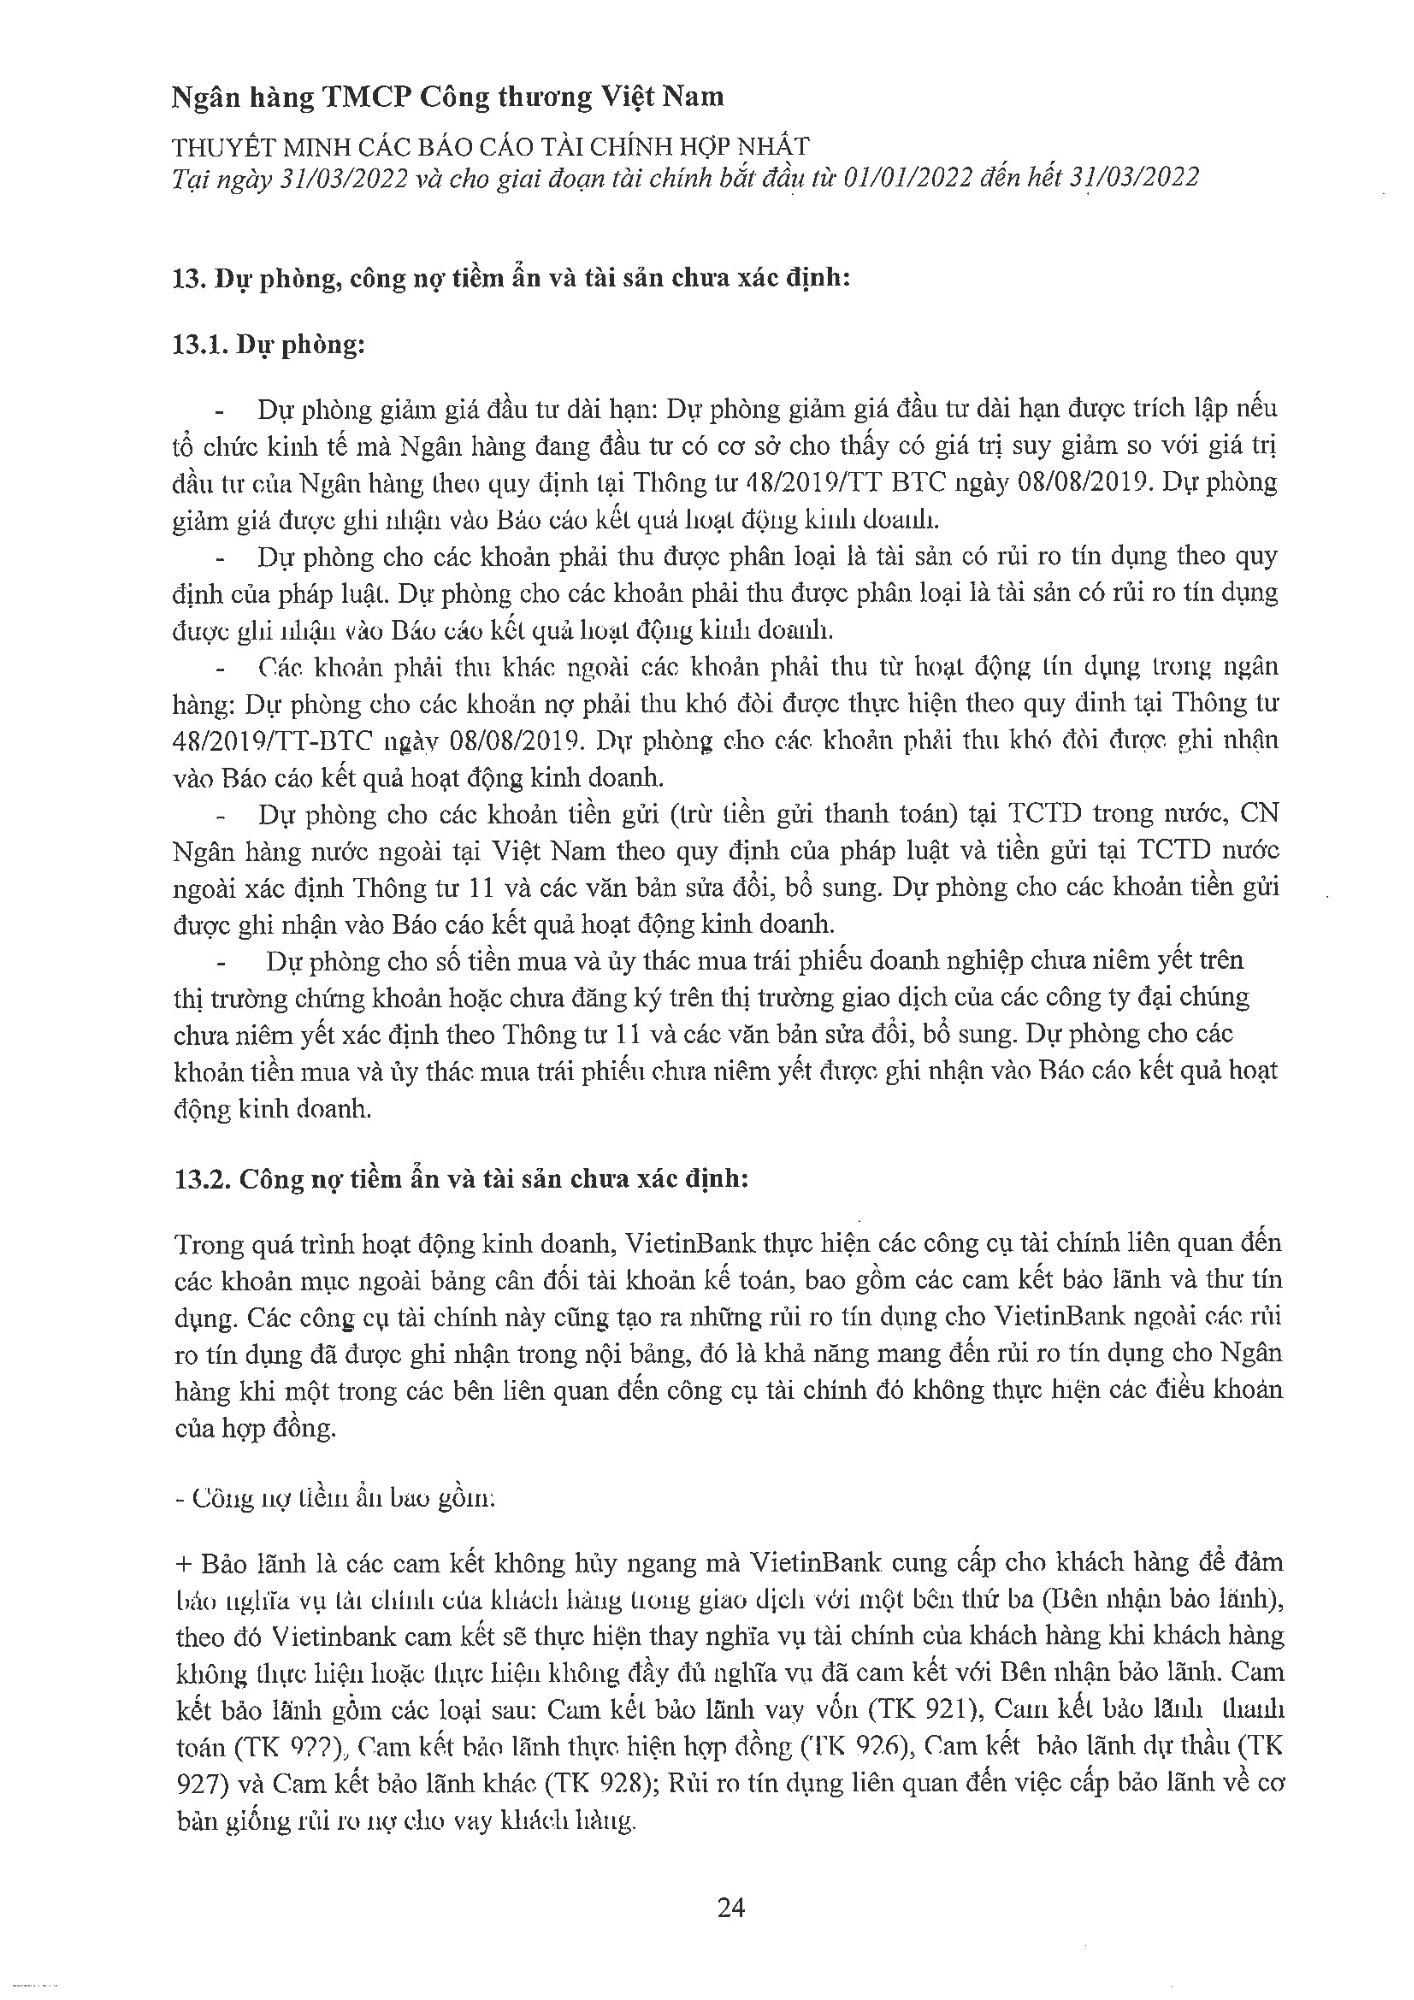 Ngân hàng TMCP Công thương Việt Nam
THUYẾT MINH CÁC BÁO CÁO TÀI CHÍNH HỢP NHẤT
Tại ngày 31/03/2022 và cho giai đoạn tài chính bắt đầu từ 01/01/2022 đến hết 31/03/2022
13. Dự phòng, công nợ tiềm ẩn và tài sản chưa xác định:
13.1. Dự phòng:
- Dự phòng giảm giá đầu tư dài hạn: Dự phòng giảm giá đầu tư dài hạn được trích lập nếu
tổ chức kinh tế mà Ngân hàng đang đầu tư có cơ sở cho thấy có giá trị suy giảm so với giá trị
đầu tư của Ngân hàng theo quy định tại Thông tư 48/2019/TT BTC ngày 08/08/2019. Dự phòng
giảm giá được ghi nhận vào Báo cáo kết quả hoạt động kinh doanh.
- Dự phòng cho các khoản phải thu được phân loại là tài sản có rủi ro tín dụng theo quy
định của pháp luật. Dự phòng cho các khoản phải thu được phân loại là tài sản có rủi ro tín dụng
được ghi nhận vào Báo cáo kết quả hoạt động kinh doanh.
- Các khoản phải thu khác ngoài các khoản phải thu từ hoạt động tín dụng trong ngân
hàng: Dự phòng cho các khoản nợ phải thu khó đòi được thực hiện theo quy đinh tại Thông tư
48/2019/TT-BTC ngày 08/08/2019. Dự phòng cho các khoản phải thu khó đòi được ghi nhận
vào Báo cáo kết quả hoạt động kinh doanh.
- Dự phòng cho các khoản tiền gửi (trừ tiền gửi thanh toán) tại TCTD trong nước, CN
Ngân hàng nước ngoài tại Việt Nam theo quy định của pháp luật và tiền gửi tại TCTD nước
ngoài xác định Thông tư 11 và các văn bản sửa đổi, bổ sung. Dự phòng cho các khoản tiền gửi
được ghi nhận vào Báo cáo kết quả hoạt động kinh doanh.
- Dự phòng cho số tiền mua và ủy thác mua trái phiếu doanh nghiệp chưa niêm yết trên
thị trường chứng khoán hoặc chưa đăng ký trên thị trường giao dịch của các công ty đại chúng
chưa niêm yết xác định theo Thông tư 11 và các văn bản sửa đổi, bổ sung. Dự phòng cho các
khoản tiền mua và ủy thác mua trái phiếu chưa niêm yết được ghi nhận vào Báo cáo kết quả hoạt
động kinh doanh.
13.2. Công nợ tiềm ẩn và tài sản chưa xác định:
Trong quá trình hoạt động kinh doanh, VietinBank thực hiện các công cụ tài chính liên quan đến
các khoản mục ngoài bảng cân đối tài khoản kế toán, bao gồm các cam kết bảo lãnh và thư tín
dụng. Các công cụ tài chính này cũng tạo ra những rủi ro tín dụng cho VietinBank ngoài các rủi
ro tín dụng đã được ghi nhận trong nội bảng, đó là khả năng mang đến rủi ro tín dụng cho Ngân
hàng khi một trong các bên liên quan đến công cụ tài chính đó không thực hiện các điều khoản
của hợp đồng.
- Công nợ tiềm ẩn bao gồm:
+ Bảo lãnh là các cam kết không hủy ngang mà VietinBank cung cấp cho khách hàng để đảm
bảo nghĩa vụ tài chính của khách hàng trong giao dịch với một bên thứ ba (Bên nhận bảo lãnh),
theo đó Vietinbank cam kết sẽ thực hiện thay nghĩa vụ tài chính của khách hàng khi khách hàng
không thực hiện hoặc thực hiện không đầy đủ nghĩa vụ đã cam kết với Bên nhận bảo lãnh. Cam
kết bảo lãnh gồm các loại sau: Cam kết bảo lãnh vay vốn (TK 921), Cam kết bảo lãnh thanh
toán (TK 922), Cam kết bảo lãnh thực hiện hợp đồng (TK 926), Cam kết bảo lãnh dự thầu (TK
927) và Cam kết bảo lãnh khác (TK 928); Rủi ro tín dụng liên quan đến việc cấp bảo lãnh về cơ
bản giống rủi ro nợ cho vay khách hàng.
24